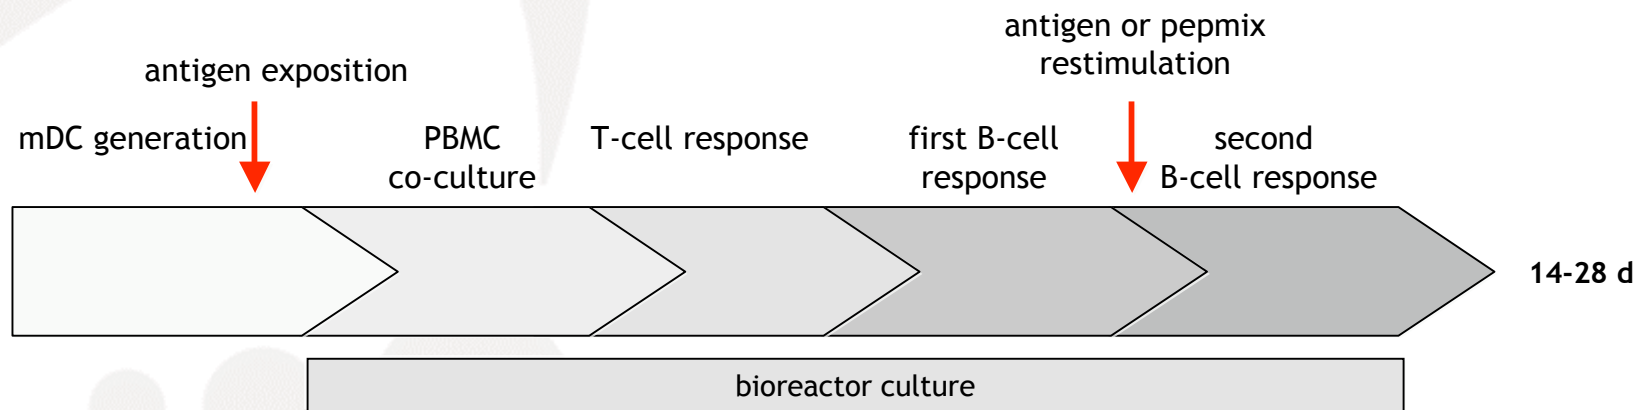 antigen or pepmix
restimulation
antigen exposition
mDC generation
PBMC
co-culture
T-cell response
first B-cell
response
second
B-cell response
14-28 d
bioreactor culture